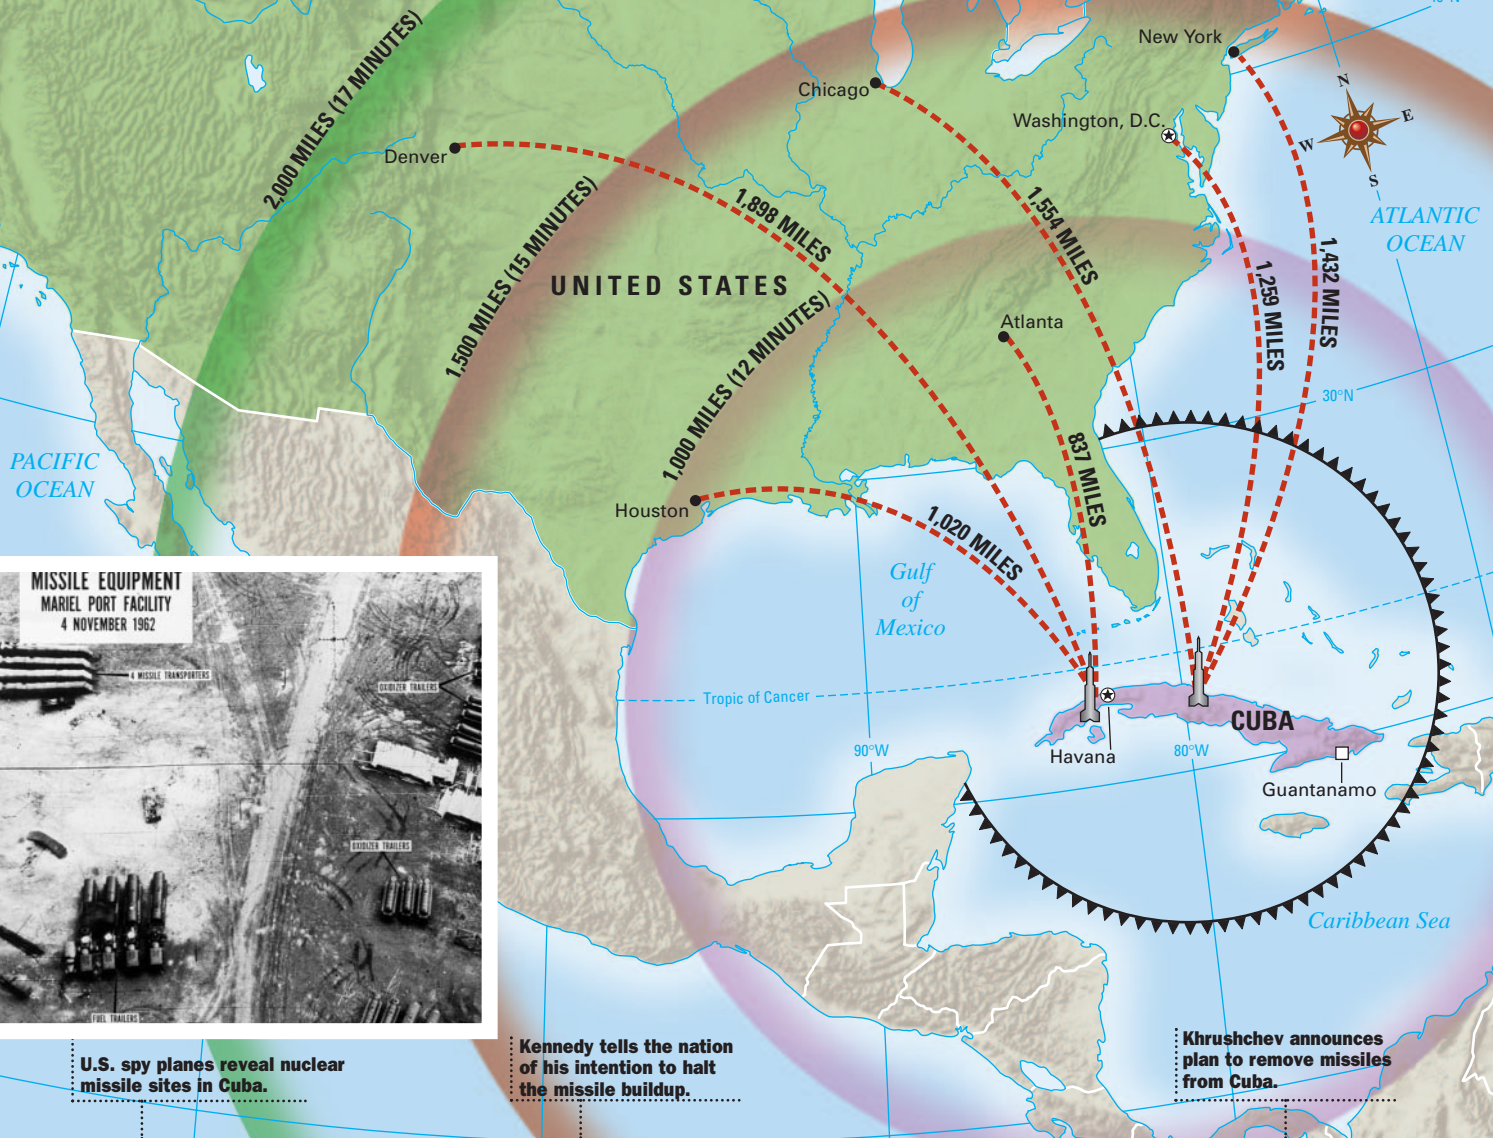 45°N
New York
Chicago
Washington, D.C.
Denver
2,000 MILES (17 MINUTES)
1,500 MILES (15 MINUTES)
1,000 MILES (12 MINUTES)
1,898 MILES
1,554 MILES
1,259 MILES
1,432 MILES
N
E
W
S
ATLANTIC
OCEAN
UNITED STATES
Atlanta
30°N
PACIFIC
OCEAN
837 MILES
Houston
1,020 MILES
Gulf
of
Mexico
Tropic of Cancer
90°W
80°W
CUBA
Havana
Guantanamo
Caribbean Sea
MISSILE EQUIPMENT
MARIEL PORT FACILITY
4 NOVEMBER 1962
4 MISSILE TRANSPORTERS
OXIDIZER TRAILERS
OXIDIZER TRAILERS
FUEL TRAILERS
U.S. spy planes reveal nuclear
missile sites in Cuba.
Kennedy tells the nation
of his intention to halt
the missile buildup.
Khrushchev announces
plan to remove missiles
from Cuba.